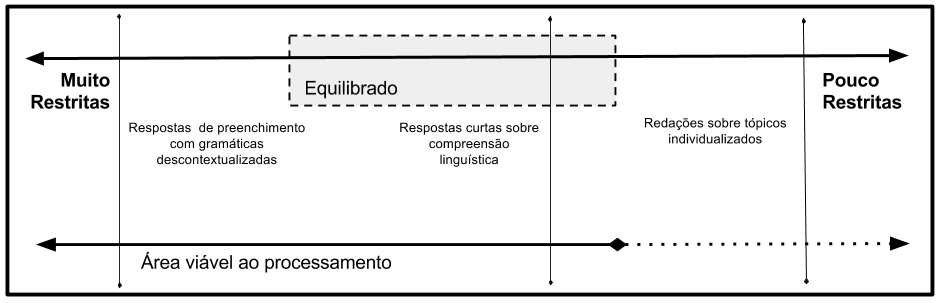 Equilibrado
Muito
Restritas
Pouco
Restritas
Respostas de preenchimento
com gramáticas
descontextualizadas
Respostas curtas sobre
compreensão
linguística
Redações sobre tópicos
individualizados
Área viável ao processamento